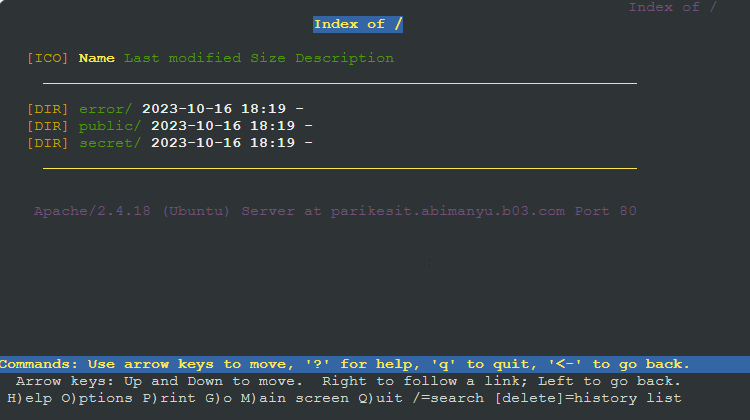 Index of /
Index of /
[ICO] Name Last modified Size Description
[DIR] error/ 2023-10-16 18:19 -
[DIR] public/ 2023-10-16 18:19 -
[DIR] secret/ 2023-10-16 18:19 -
Apache/2.4.18 (Ubuntu) Server at parikesit.abimanyu.b03.com Port 80
Commands: Use arrow keys to move, '?' for help, 'q' to quit, '<-' to go back.
Arrow keys: Up and Down to move.  Right to follow a link; Left to go back.
H)elp O)ptions P)rint G)o M)ain screen Q)uit /=search [delete]=history list